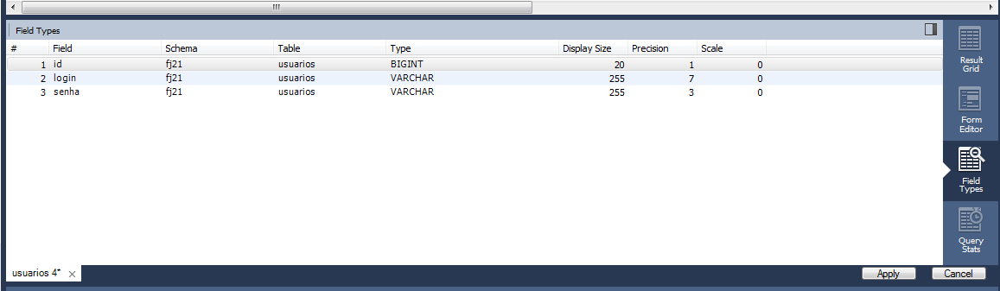 Field Types
# Field Schema Table Type Display Size Precision Scale
1 id fj21 usuarios BIGINT 20 1 0
2 login fj21 usuarios VARCHAR 255 7 0
3 senha fj21 usuarios VARCHAR 255 3 0
Result
Grid
Form
Editor
Field
Types
Query
Stats
usuarios 4*
Apply Cancel